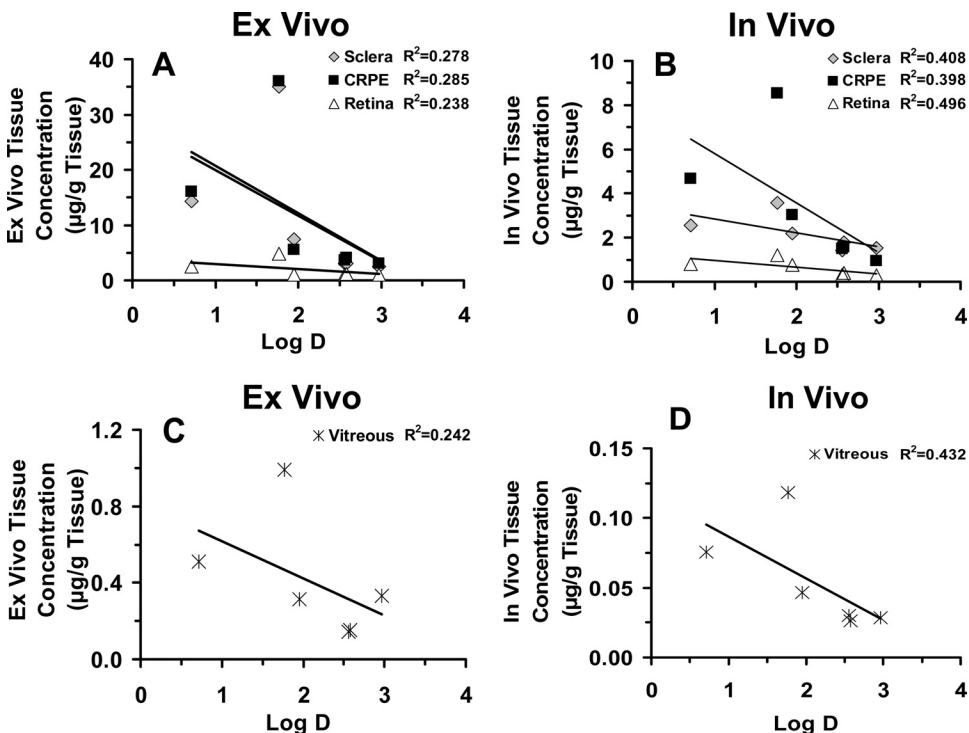 Ex Vivo
A
Sclera R²=0.278
CRPE R²=0.285
Retina R²=0.238
Ex Vivo Tissue
Concentration
(µg/g Tissue)
40
30
20
10
0
0 1 2 3 4
Log D
In Vivo
B
Sclera R²=0.408
CRPE R²=0.398
Retina R²=0.496
In Vivo Tissue
Concentration
(µg/g Tissue)
10
8
6
4
2
0
0 1 2 3 4
Log D
Ex Vivo
C
Vitreous R²=0.242
Ex Vivo Tissue
Concentration
(µg/g Tissue)
1.2
0.8
0.4
0.0
0 1 2 3 4
Log D
In Vivo
D
Vitreous R²=0.432
In Vivo Tissue
Concentration
(µg/g Tissue)
0.15
0.10
0.05
0.00
0 1 2 3 4
Log D